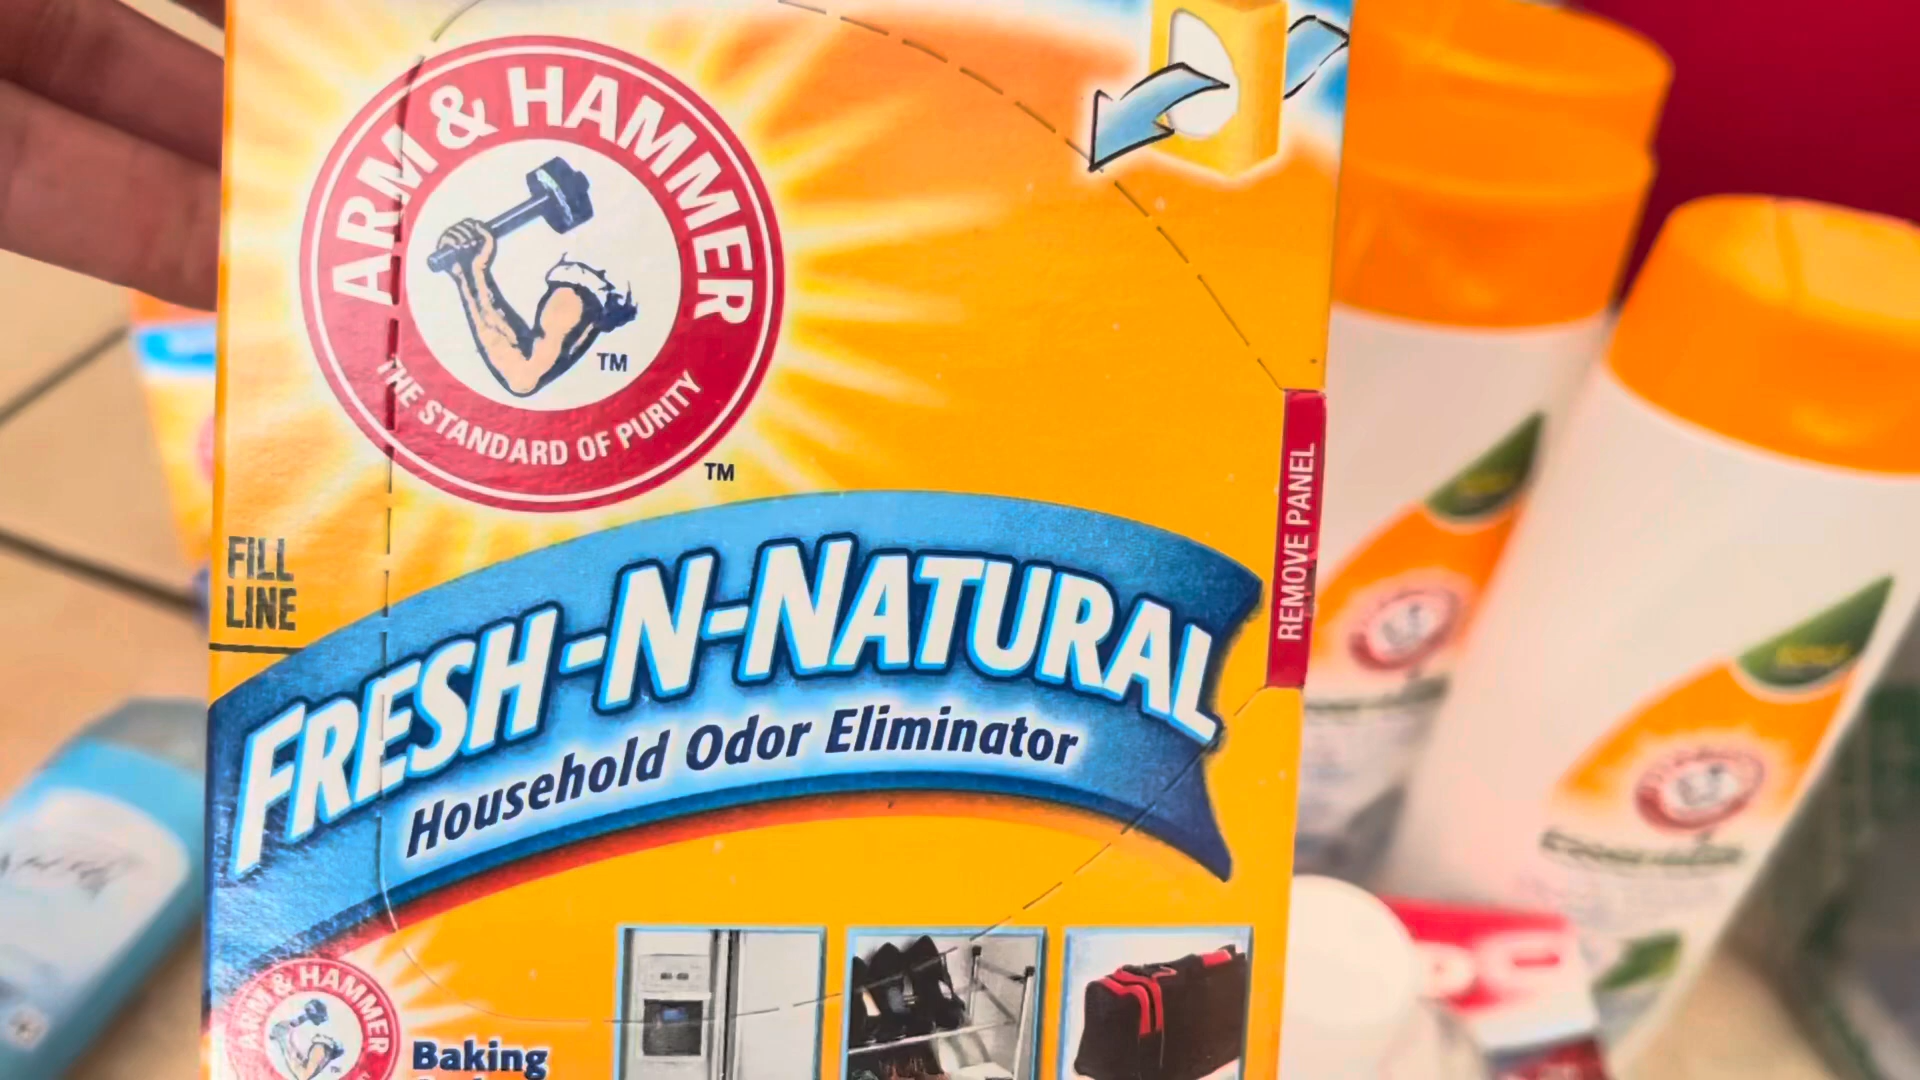 ARM & HAMMER
TM
THE STANDARD OF PURITY
TM
REMOVE PANEL
FILL
LINE
FRESH-N-NATURAL
Household Odor Eliminator
ARM & HAMMER
TM
Baking